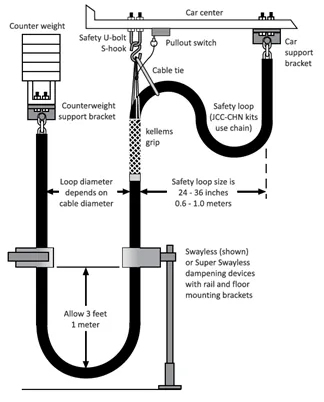 Car center
Counter weight
Safety U-bolt
S-hook
Pullout switch
Car
support
bracket
Cable tie
Counterweight
support bracket
Safety loop
(JCC-CHN kits
use chain)
kellems
grip
Loop diameter
depends on
cable diameter
Safety loop size is
24 - 36 inches
0.6 - 1.0 meters
Swayless (shown)
or Super Swayless
dampening devices
with rail and floor
mounting brackets
Allow 3 feet
1 meter